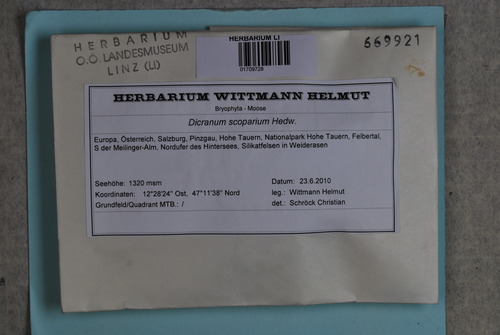 HERBARIUM
O.Ö. LANDESMUSEUM
LINZ (LI)
HERBARIUM LI
01709728
669921
HERBARIUM WITTMANN HELMUT
Bryophyta - Moose
Dicranum scoparium Hedw.
Europa, Österreich, Salzburg, Pinzgau, Hohe Tauern, Nationalpark Hohe Tauern, Felbertal,
S der Meilinger-Alm, Nordufer des Hintersees, Silikatfelsen in Weiderasen
Seehöhe: 1320 msm Datum: 23.6.2010
Koordinaten: 12°28'24" Ost, 47°11'38" Nord leg.: Wittmann Helmut
Grundfeld/Quadrant MTB.: / det.: Schröck Christian